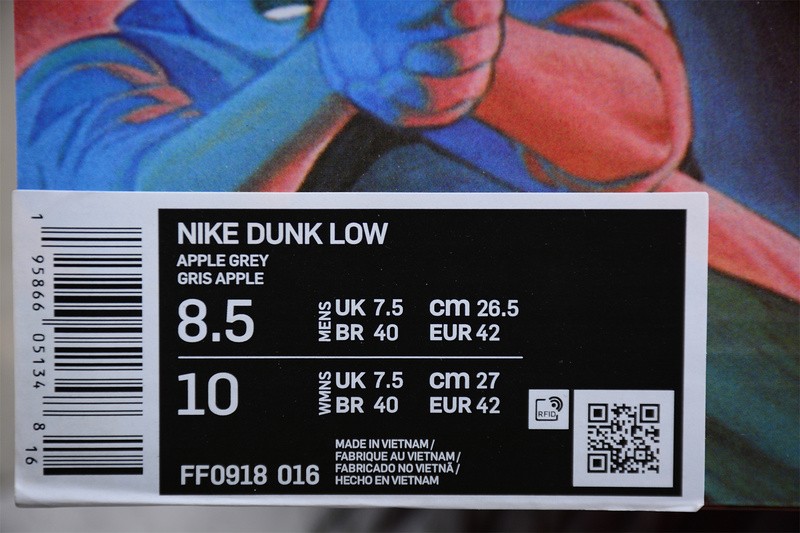 NIKE DUNK LOW
APPLE GREY
GRIS APPLE
8.5
MENS
UK 7.5 cm 26.5
BR 40 EUR 42
10
WMNS
UK 7.5 cm 27
BR 40 EUR 42
RFID
FF0918 016
MADE IN VIETNAM /
FABRIQUE AU VIETNAM /
FABRICADO NO VIETNÃ /
HECHO EN VIETNAM
1 95866 05134 8 16